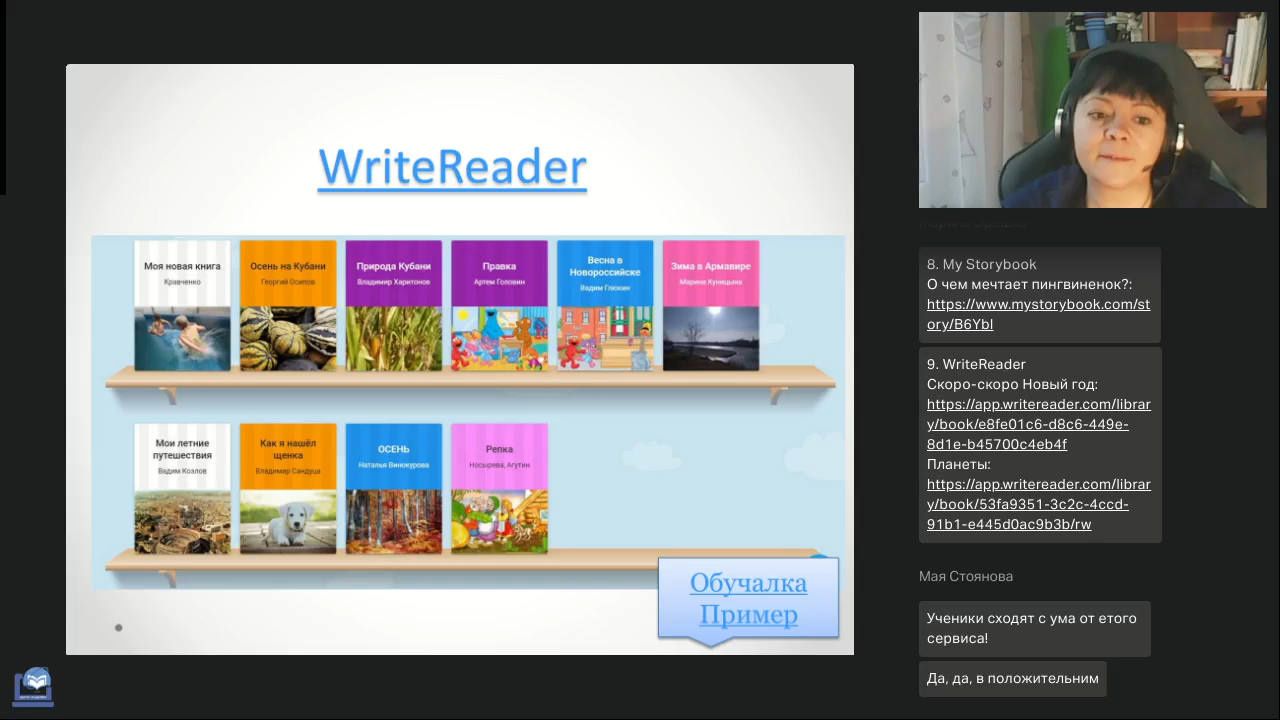 WriteReader
Моя новая книга
Кравченко
Осень на Кубани
Георгий Осипов
Природа Кубани
Владимир Харитонов
Правка
Артем Головин
Весна в
Новороссийске
Вадим Глюкин
Зима в Армавире
Марина Куницына
Мои летние
путешествия
Вадим Козлов
Как я нашёл
щенка
Владимир Сандуца
ОСЕНЬ
Наталья Винокурова
Репка
Носырева, Агутин
Обучалка
Пример
8. My Storybook
О чем мечтает пингвиненок?:
https://www.mystorybook.com/st
ory/B6YbI
9. WriteReader
Скоро-скоро Новый год:
https://app.writereader.com/librar
y/book/e8fe01c6-d8c6-449e-
8d1e-b45700c4eb4f
Планеты:
https://app.writereader.com/librar
y/book/53fa9351-3c2c-4ccd-
91b1-e445d0ac9b3b/rw
Мая Стоянова
Ученики сходят с ума от етого
сервиса!
Да, да, в положительним